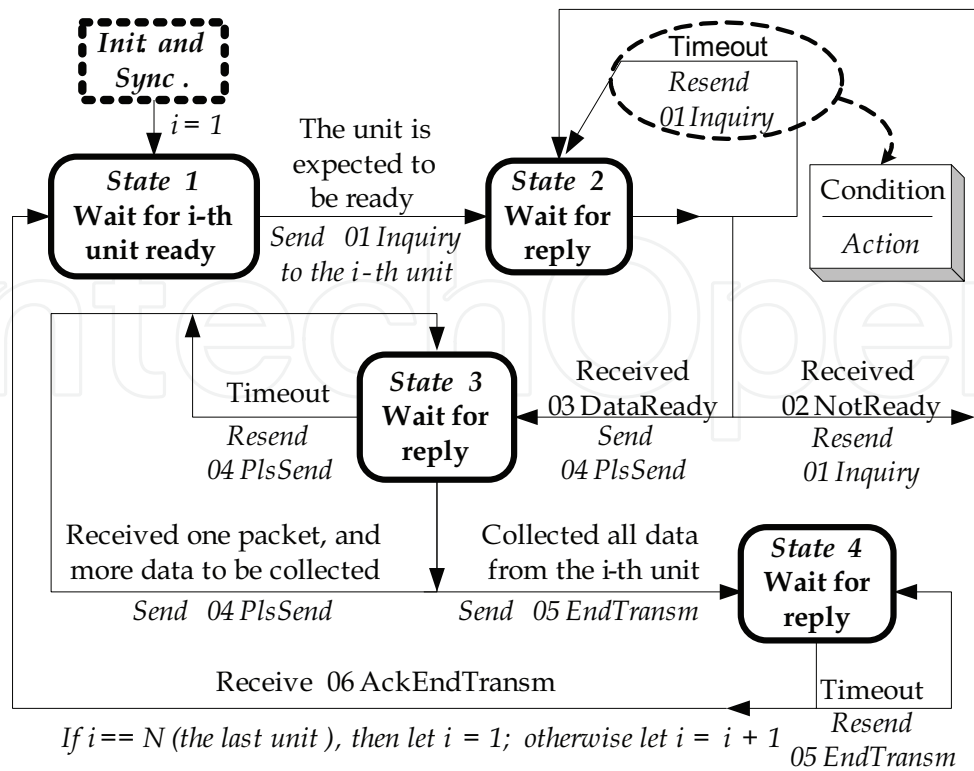 Init. and
Sync .
i = 1
State 1
Wait for i-th
unit ready
The unit is
expected to
be ready
Send 01 Inquiry
to the i-th unit
State 2
Wait for
reply
Timeout
Resend
01 Inquiry
Condition
Action
State 3
Wait for
reply
Timeout
Resend
04 PlsSend
Received
03 DataReady
Send
04 PlsSend
Received
02 NotReady
Resend
01 Inquiry
Received one packet, and
more data to be collected
Send 04 PlsSend
Collected all data
from the i-th unit
Send 05 EndTransm
State 4
Wait for
reply
Receive 06 AckEndTransm
Timeout
Resend
05 EndTransm
If i == N (the last unit ), then let i = 1; otherwise let i = i + 1
ntechOpe